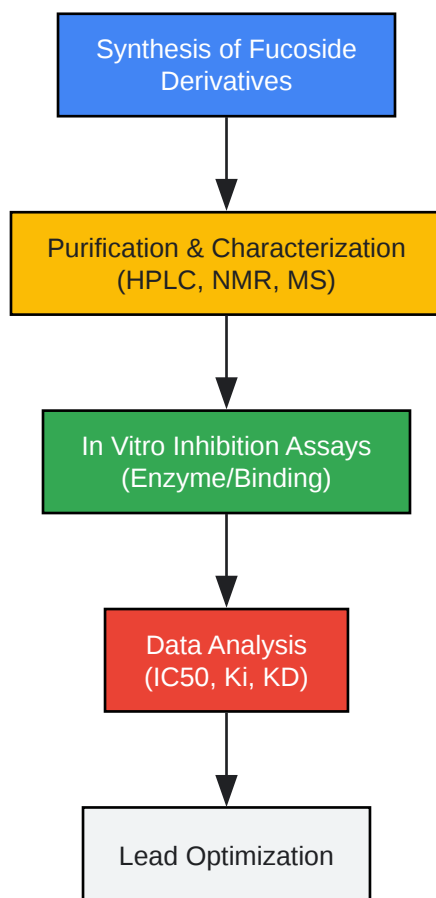 Synthesis of Fucoside
Derivatives
Purification & Characterization
(HPLC, NMR, MS)
In Vitro Inhibition Assays
(Enzyme/Binding)
Data Analysis
(IC50, Ki, KD)
Lead Optimization